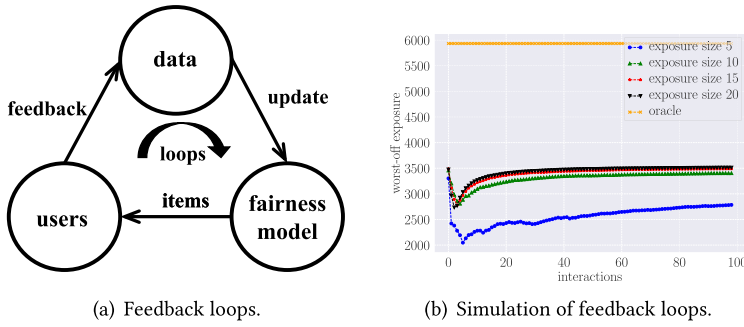 data
feedback
update
loops
items
users
fairness
model
(a) Feedback loops.
6000
5500
5000
4500
4000
3500
3000
2500
2000
worst-off exposure
exposure size 5
exposure size 10
exposure size 15
exposure size 20
oracle
0
20
40
60
80
100
interactions
(b) Simulation of feedback loops.